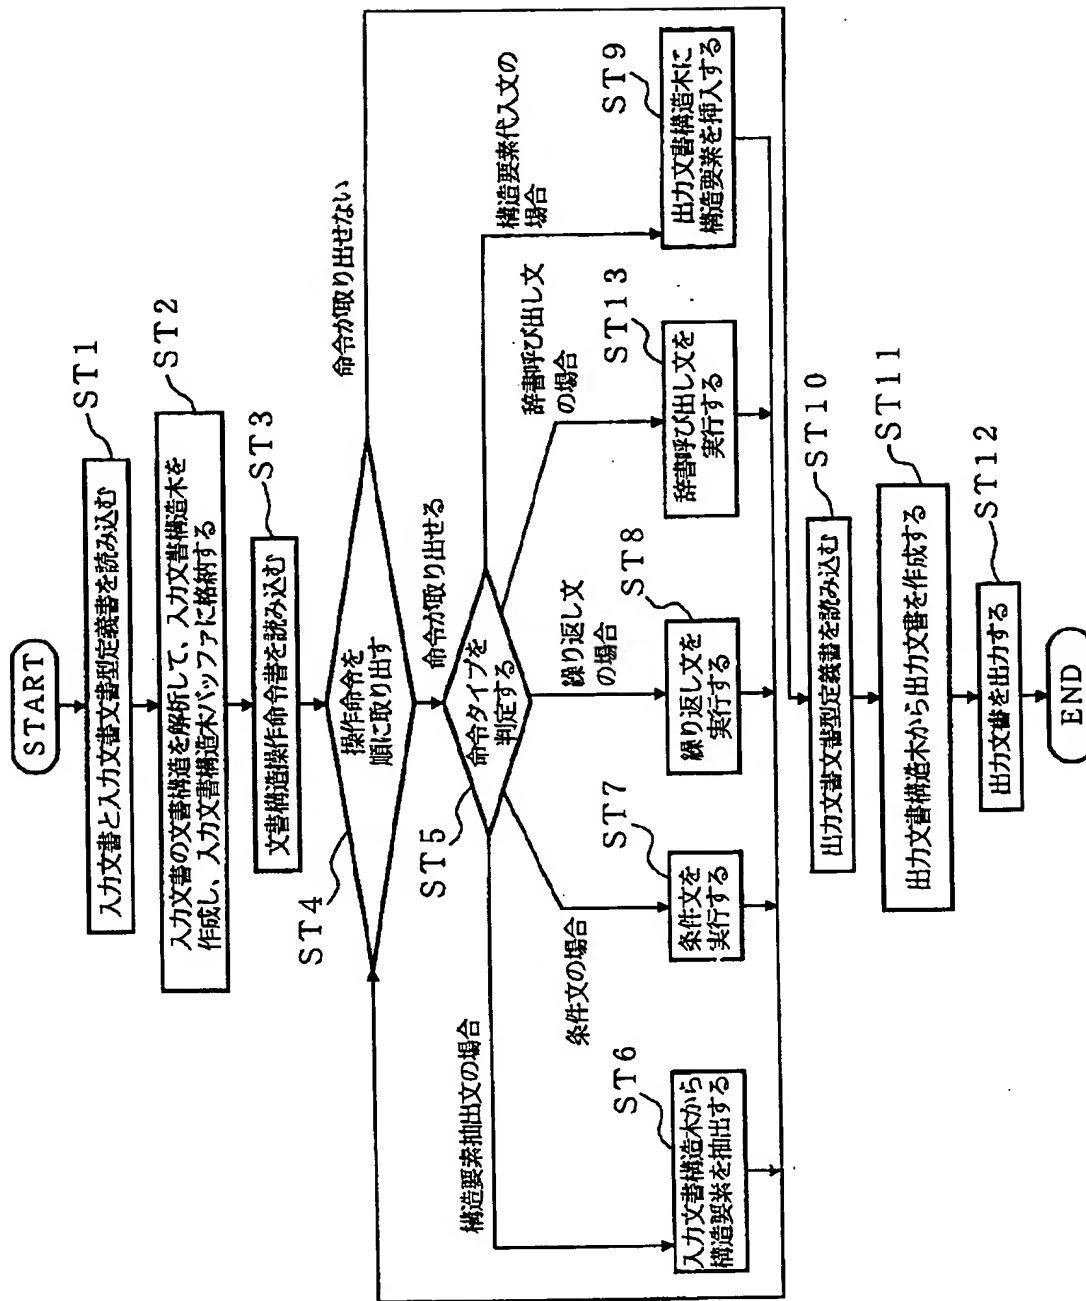 START
入力文書と入力文書文書型定義書を読み込む
ST1
入力文書の文書構造を解析して、入力文書構造木を
作成し、入力文書構造木バッファに格納する
ST2
文書構造操作命令書を読み込む
ST3
操作命令を
順に取り出す
ST4
命令が取り出せない
命令が取り出せる
命令タイプを
判定する
ST5
構造要素抽出文の場合
条件文の場合
繰り返し文
の場合
辞書呼び出し文
の場合
構造要素代入文の
場合
入力文書構造木から
構造要素を抽出する
ST6
条件文を
実行する
ST7
繰り返し文を
実行する
ST8
辞書呼び出し文を
実行する
ST13
出力文書構造木に
構造要素を挿入する
ST9
出力文書文書型定義書を読み込む
ST10
出力文書構造木から出力文書を作成する
ST11
出力文書を出力する
ST12
END